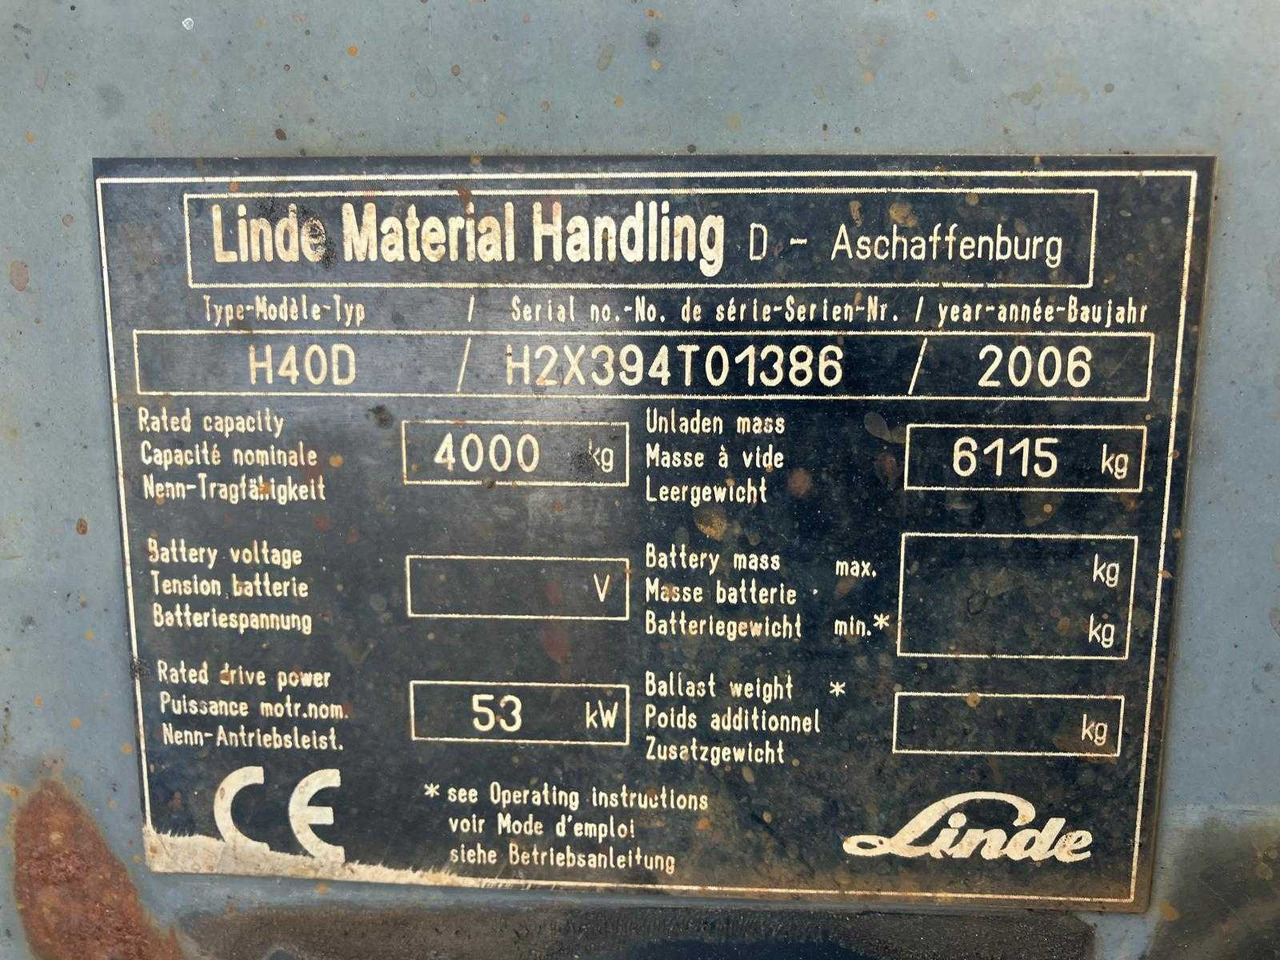 Linde Material Handling D - Aschaffenburg
Type-Modèle-Typ / Serial no.-No. de série-Serien-Nr. / year-année-Baujahr
H40D / H2X394T01386 / 2006
Rated capacity
Capacité nominale
Nenn-Tragfähigkeit
4000 kg
Unladen mass
Masse à vide
Leergewicht
6115 kg
Battery voltage
Tension batterie
Batteriespannung
V
Battery mass max.
Masse batterie
Batteriegewicht min.*
kg
kg
Rated drive power
Puissance motr.nom.
Nenn-Antriebsleist.
53 kW
Ballast weight *
Poids additionnel
Zusatzgewicht
kg
CE
* see Operating instructions
voir Mode d'emploi
siehe Betriebsanleitung
Linde